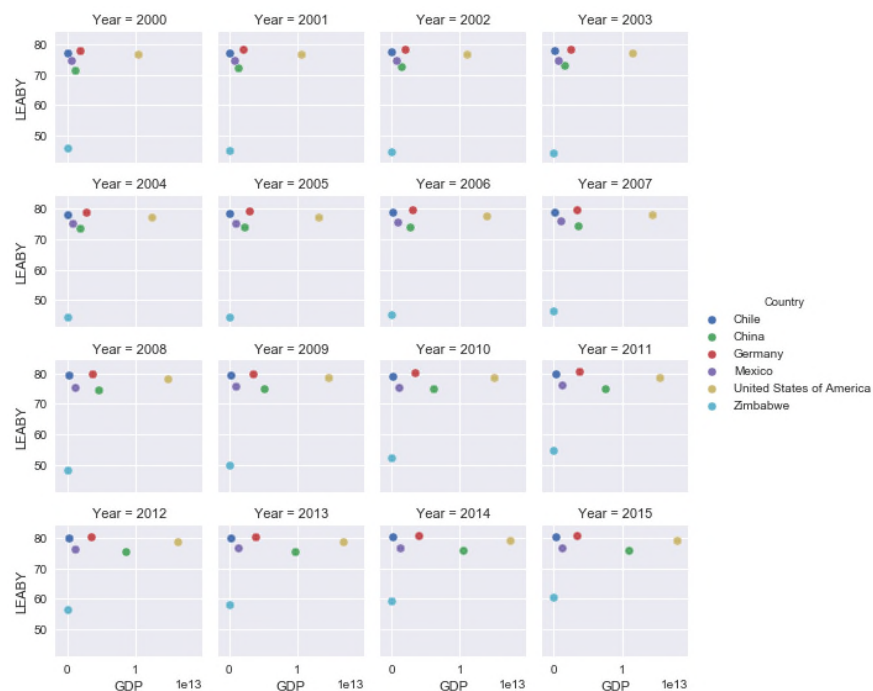 Year = 2000 Year = 2001 Year = 2002 Year = 2003
80
70
60
50
LEABY
Year = 2004 Year = 2005 Year = 2006 Year = 2007
80
70
60
50
LEABY
Year = 2008 Year = 2009 Year = 2010 Year = 2011
80
70
60
50
LEABY
Year = 2012 Year = 2013 Year = 2014 Year = 2015
80
70
60
50
LEABY
0 1 0 1 0 1 0 1
GDP 1e13 GDP 1e13 GDP 1e13 GDP 1e13
Country
Chile
China
Germany
Mexico
United States of America
Zimbabwe